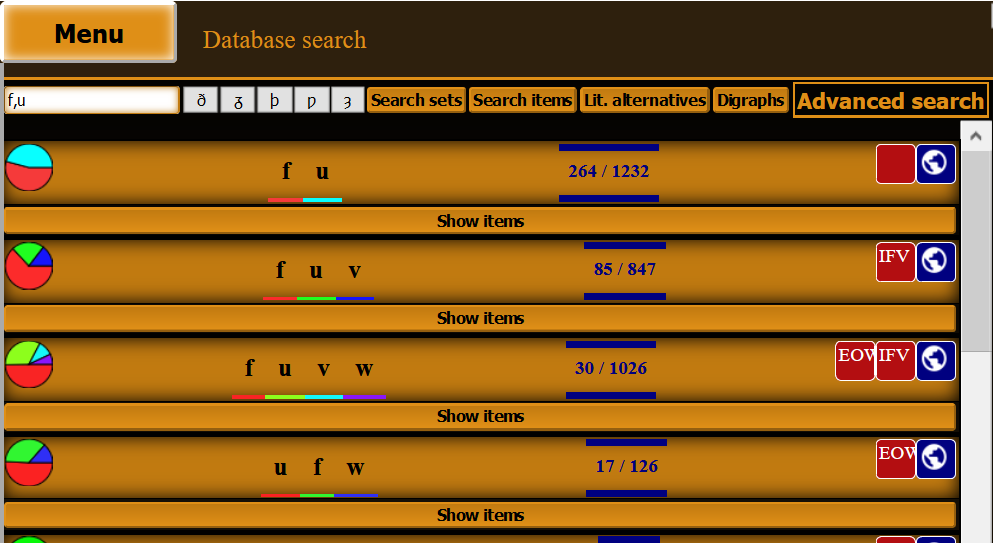 Menu
Database search
f,u
ð ᵹ þ ƿ ȝ
Search sets Search items Lit. alternatives Digraphs Advanced search
f u 264 / 1232
Show items
f u v 85 / 847 IFV
Show items
f u v w 30 / 1026 EOW IFV
Show items
u f w 17 / 126 EOW
Show items